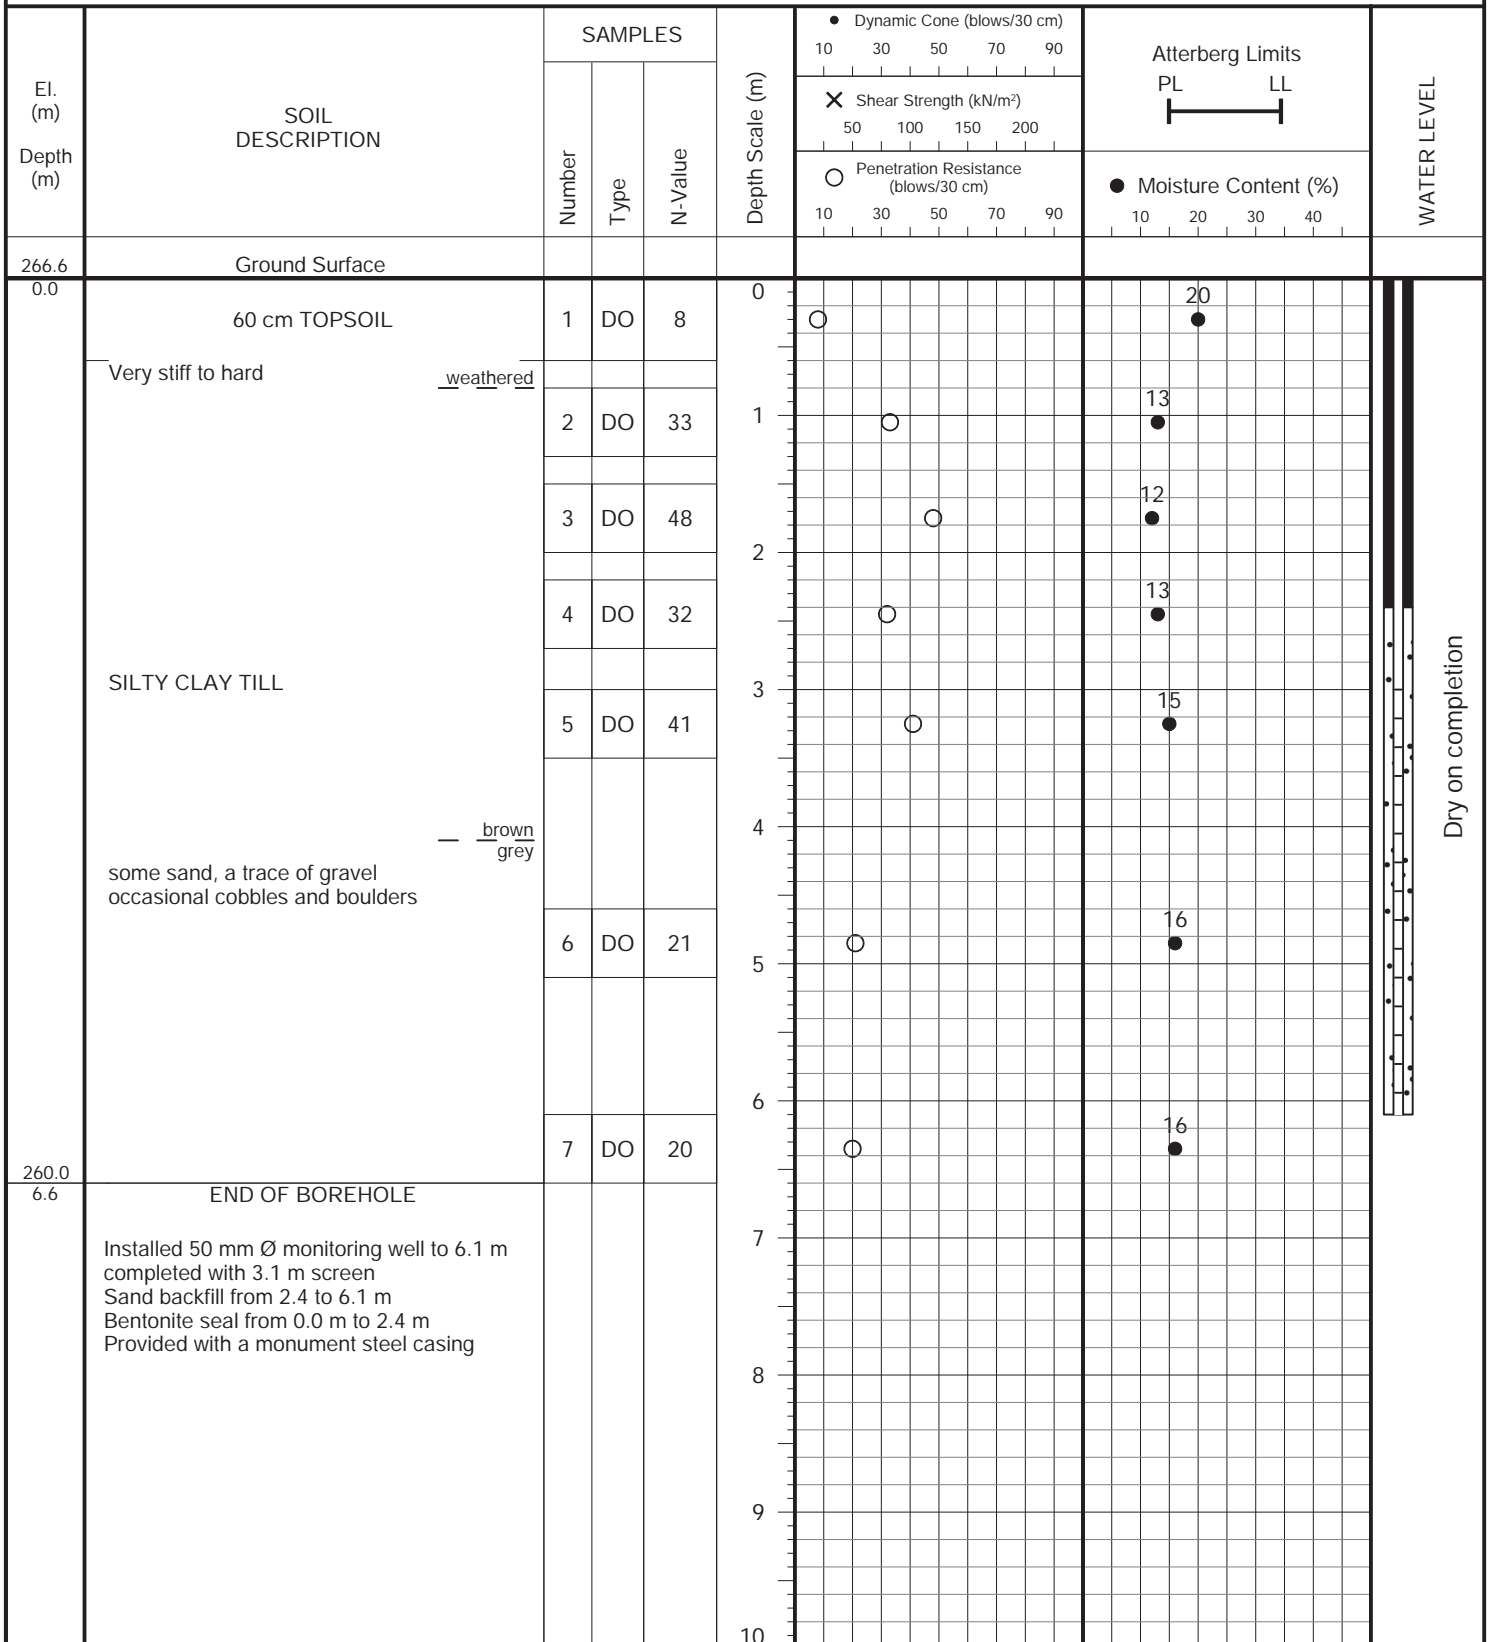 El.
(m)
Depth
(m)
SOIL
DESCRIPTION
SAMPLES
Number
Type
N-Value
Depth Scale (m)
Dynamic Cone (blows/30 cm)
10 30 50 70 90
Shear Strength (kN/m²)
50 100 150 200
Penetration Resistance
(blows/30 cm)
10 30 50 70 90
Atterberg Limits
PL LL
Moisture Content (%)
10 20 30 40
WATER LEVEL
266.6 Ground Surface
0.0
0
20
60 cm TOPSOIL 1 DO 8
Very stiff to hard weathered
13
1
2 DO 33
12
3 DO 48
2
13
4 DO 32
SILTY CLAY TILL
3
15
5 DO 41
Dry on completion
4
brown
grey
some sand, a trace of gravel
occasional cobbles and boulders
16
6 DO 21
5
6
16
7 DO 20
260.0
6.6 END OF BOREHOLE
7
Installed 50 mm Ø monitoring well to 6.1 m
completed with 3.1 m screen
Sand backfill from 2.4 to 6.1 m
Bentonite seal from 0.0 m to 2.4 m
Provided with a monument steel casing
8
9
10